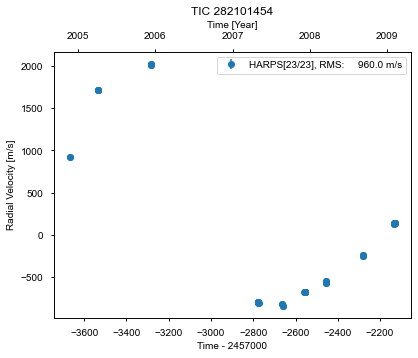 TIC 282101454
Time [Year]
2005 2006 2007 2008 2009
HARPS[23/23], RMS: 960.0 m/s
Radial Velocity [m/s]
2000
1500
1000
500
0
−500
−3600 −3400 −3200 −3000 −2800 −2600 −2400 −2200
Time - 2457000